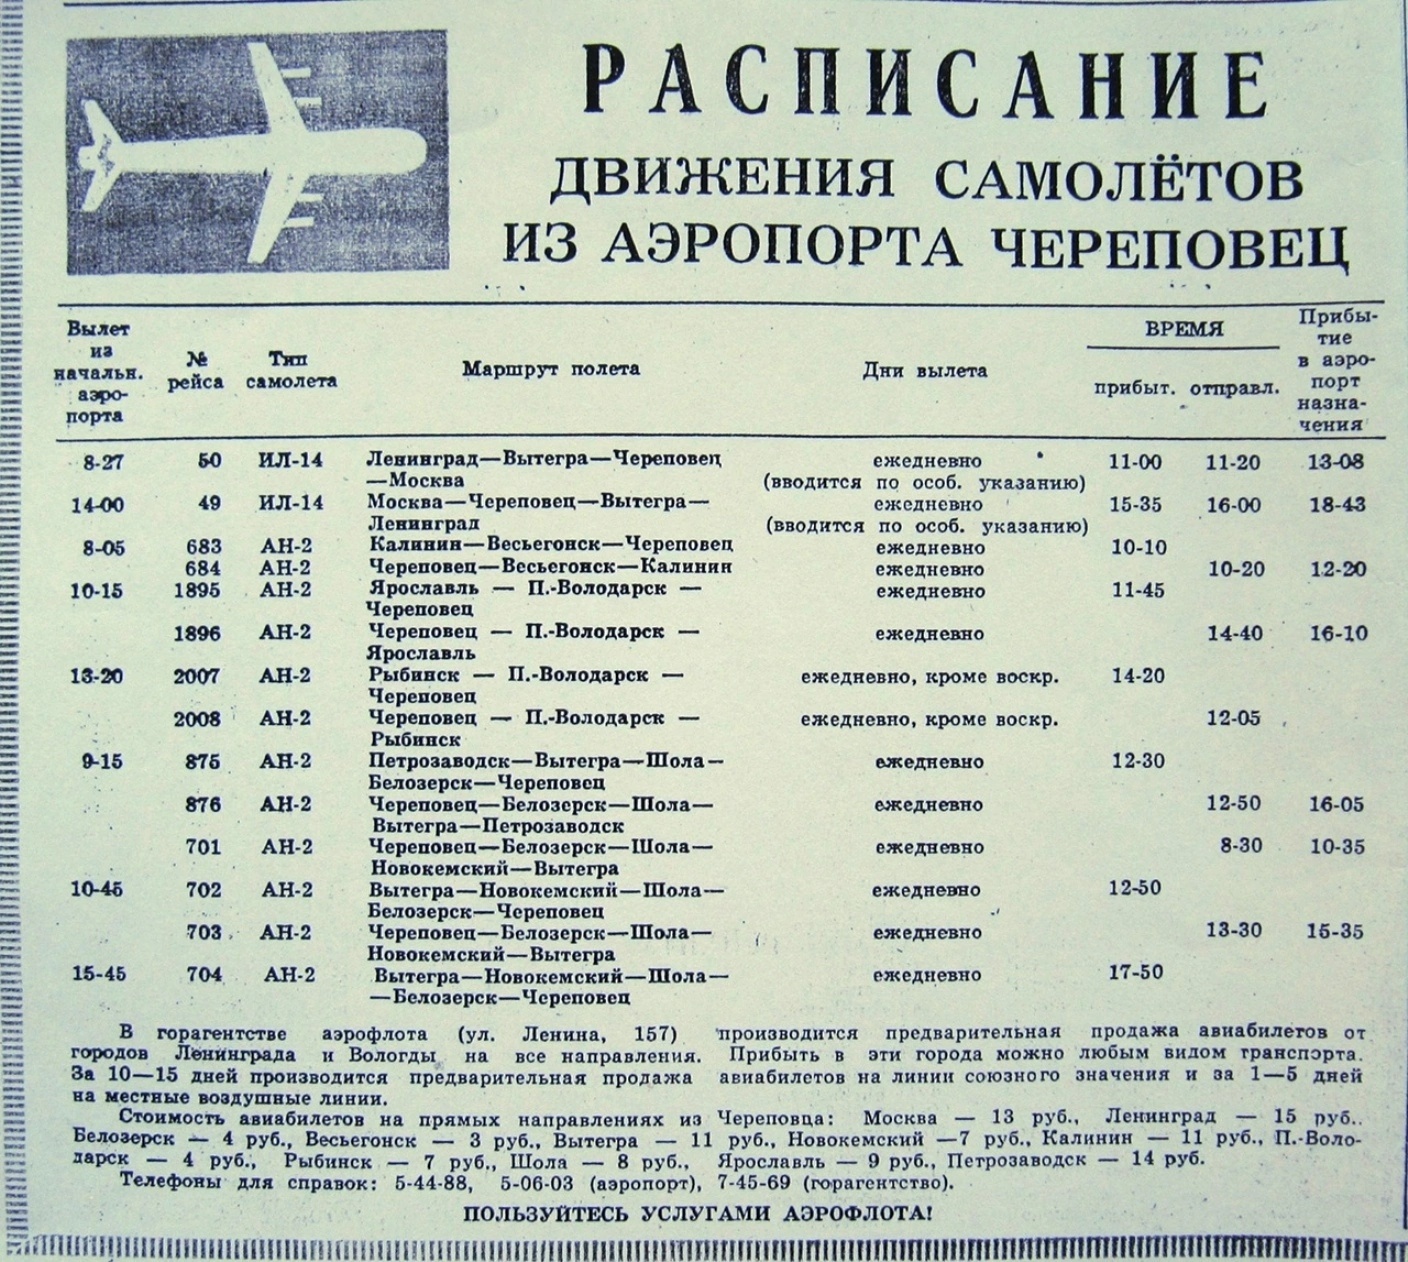 РАСПИСАНИЕ
ДВИЖЕНИЯ САМОЛЁТОВ
ИЗ АЭРОПОРТА ЧЕРЕПОВЕЦ
Вылет из начальн. аэро-порта № рейса Тип самолета Маршрут полета Дни вылета ВРЕМЯ прибыт. отправл. Прибы-тие в аэро-порт назна-чения
8-27 50 ИЛ-14 Ленинград—Вытегра—Череповец ежедневно 11-00 11-20 13-08
—Москва (вводится по особ. указанию)
14-00 49 ИЛ-14 Москва—Череповец—Вытегра— ежедневно 15-35 16-00 18-43
Ленинград (вводится по особ. указанию)
8-05 683 АН-2 Калинин—Весьегонск—Череповец ежедневно 10-10
684 АН-2 Череповец—Весьегонск—Калинин ежедневно 10-20 12-20
10-15 1895 АН-2 Ярославль — П.-Володарск — ежедневно 11-45
Череповец
1896 АН-2 Череповец — П.-Володарск — ежедневно 14-40 16-10
Ярославль
13-20 2007 АН-2 Рыбинск — П.-Володарск — ежедневно, кроме воскр. 14-20
Череповец
2008 АН-2 Череповец — П.-Володарск — ежедневно, кроме воскр. 12-05
Рыбинск
9-15 875 АН-2 Петрозаводск—Вытегра—Шола— ежедневно 12-30
Белозерск—Череповец
876 АН-2 Череповец—Белозерск—Шола— ежедневно 12-50 16-05
Вытегра—Петрозаводск
701 АН-2 Череповец—Белозерск—Шола— ежедневно 8-30 10-35
Новокемский—Вытегра
10-45 702 АН-2 Вытегра—Новокемский—Шола— ежедневно 12-50
Белозерск—Череповец
703 АН-2 Череповец—Белозерск—Шола— ежедневно 13-30 15-35
Новокемский—Вытегра
15-45 704 АН-2 Вытегра—Новокемский—Шола— ежедневно 17-50
—Белозерск—Череповец
В горагентстве аэрофлота (ул. Ленина, 157) производится предварительная продажа авиабилетов от
городов Ленинграда и Вологды на все направления. Прибыть в эти города можно любым видом транспорта.
За 10—15 дней производится предварительная продажа авиабилетов на линии союзного значения и за 1—5 дней
на местные воздушные линии.
Стоимость авиабилетов на прямых направлениях из Череповца: Москва — 13 руб., Ленинград — 15 руб..
Белозерск — 4 руб., Весьегонск — 3 руб., Вытегра — 11 руб., Новокемский —7 руб., Калинин — 11 руб., П.-Воло-
дарск — 4 руб., Рыбинск — 7 руб., Шола — 8 руб., Ярославль — 9 руб., Петрозаводск — 14 руб.
Телефоны для справок: 5-44-88, 5-06-03 (аэропорт), 7-45-69 (горагентство).
ПОЛЬЗУЙТЕСЬ УСЛУГАМИ АЭРОФЛОТА!